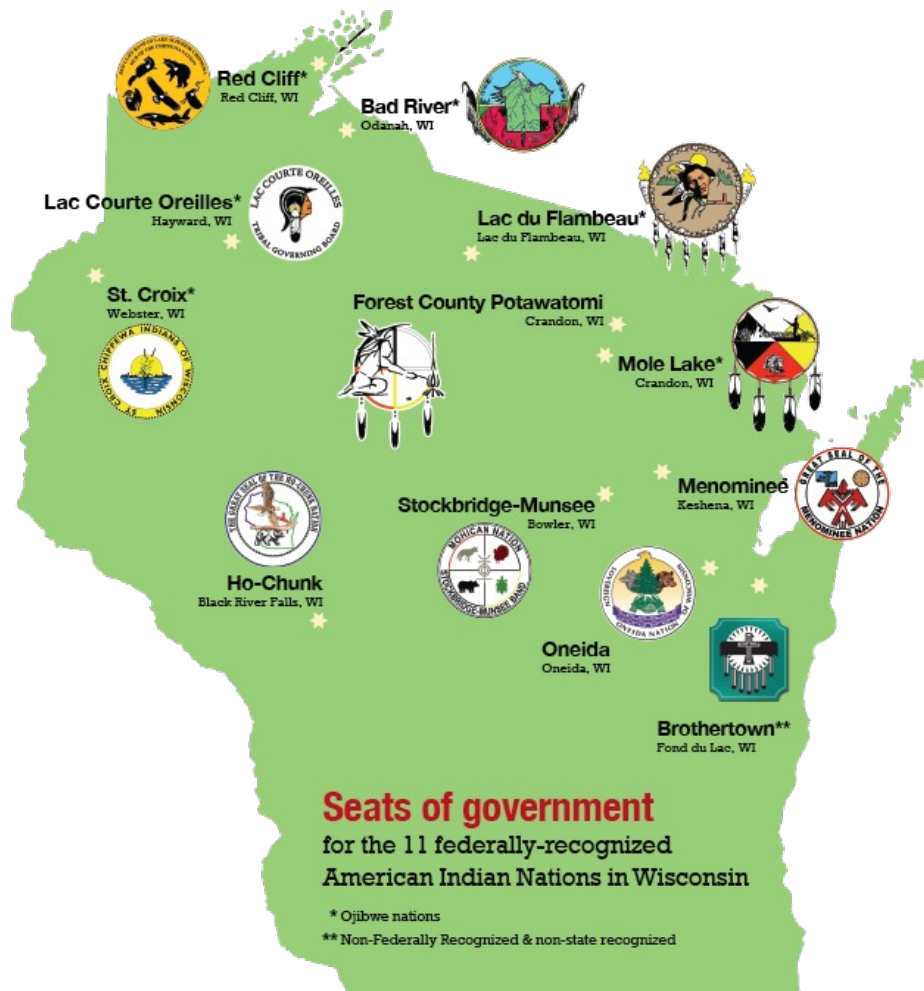 Red Cliff*
Red Cliff, WI
Bad River*
Odanah, WI
LAC COURTE OREILLES
TRIBAL GOVERNING BOARD
Lac Courte Oreilles*
Hayward, WI
Lac du Flambeau*
Lac du Flambeau, WI
St. Croix*
Webster, WI
ST. CROIX CHIPPEWA INDIANS OF WISCONSIN
Forest County Potawatomi
Crandon, WI
Mole Lake*
Crandon, WI
THE GREAT SEAL OF THE HO-CHUNK NATION
Ho-Chunk
Black River Falls, WI
Stockbridge-Munsee
Bowler, WI
MOHICAN NATION
STOCKBRIDGE-MUNSEE BAND
Menominee
Keshena, WI
GREAT SEAL OF THE
MENOMINEE NATION
SOVEREIGN
ONEIDA NATION
OF WISCONSIN
Oneida
Oneida, WI
Brothertown**
Fond du Lac, WI
Seats of government
for the 11 federally-recognized
American Indian Nations in Wisconsin
* Ojibwe nations
** Non-Federally Recognized & non-state recognized